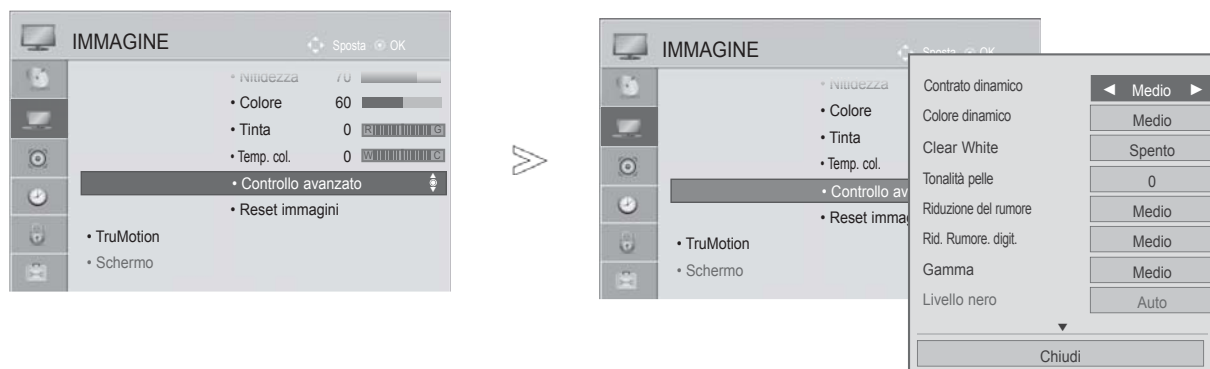 IMMAGINE
Sposta OK
• Nitidezza 70
• Colore 60
• Tinta 0 R G
• Temp. col. 0 W C
• Controllo avanzato
• Reset immagini
• TruMotion
• Schermo
IMMAGINE
Sposta OK
• Nitidezza
• Colore
• Tinta
• Temp. col.
• Controllo av
• Reset immag
• TruMotion
• Schermo
Contrato dinamico ◄ Medio ►
Colore dinamico Medio
Clear White Spento
Tonalità pelle 0
Riduzione del rumore Medio
Rid. Rumore. digit. Medio
Gamma Medio
Livello nero Auto
Chiudi